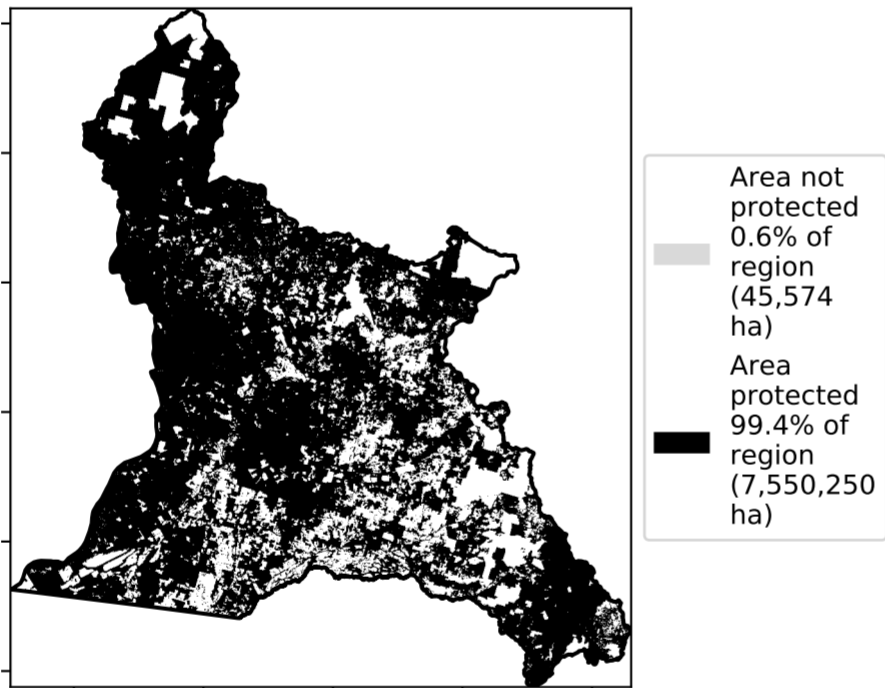 Area not
protected
0.6% of
region
(45,574
ha)
Area
protected
99.4% of
region
(7,550,250
ha)